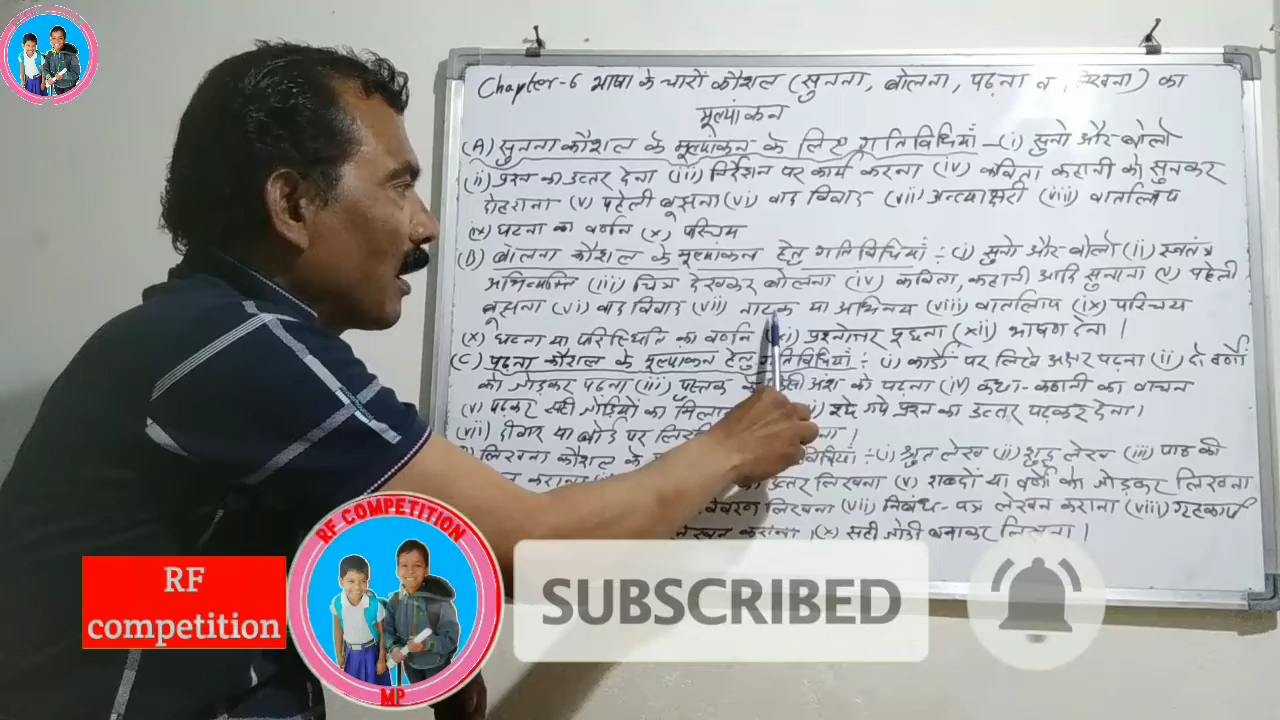 Chapter-6 भाषा के चारों कौशल (सुनना, बोलना, पढ़ना व लिखना) का
मूल्यांकन
(A) सुनना कौशल के मूल्यांकन के लिए गतिविधियाँ - (i) सुनो और बोलो
(ii) प्रश्न का उत्तर देना (iii) निर्देशन पर कार्य करना (iv) कविता कहानी को सुनकर
दोहराना (v) पहेली बूझना (vi) वाद विवाद (vii) अन्त्याक्षरी (viii) वार्तालाप
(ix) घटना का वर्णन (x) परिचय
(B) बोलना कौशल के मूल्यांकन हेतु गतिविधियाँ :- (i) सुनो और बोलो (ii) स्वतंत्र
अभिव्यक्ति (iii) चित्र देखकर बोलना (iv) कविता, कहानी आदि सुनाना (v) पहेली
बूझना (vi) वाद विवाद (vii) नाटक या अभिनय (viii) वार्तालाप (ix) परिचय
(x) घटना या परिस्थिति का वर्णन (xi) प्रश्नोत्तर पूछना (xii) भाषण देना।
(C) पढ़ना कौशल के मूल्यांकन हेतु गतिविधियाँ :- (i) कार्डों पर लिखे अक्षर पढ़ना (ii) दो वर्णों
को जोड़कर पढ़ना (iii) पुस्तक अंश को पढ़ना (iv) कथा-कहानी का वाचन
(v) पढ़कर सही जोड़ियों का गये प्रश्न का उत्तर पढ़कर देना।
(vii) दीवार या बोर्ड पर
लिखना कौशल के :- (i) श्रुत लेख (ii) शुद्ध लेख (iii) पाठ की
उत्तर लिखना (v) शब्दों या वर्णों को जोड़कर लिखना
लिखना (vii) निबंध-पत्र लेखन कराना (viii) गृहकार्य
लेखन कराना। (x) सही जोड़ी बनाकर लिखना।
RF
competition
RF COMPETITION
MP
SUBSCRIBED